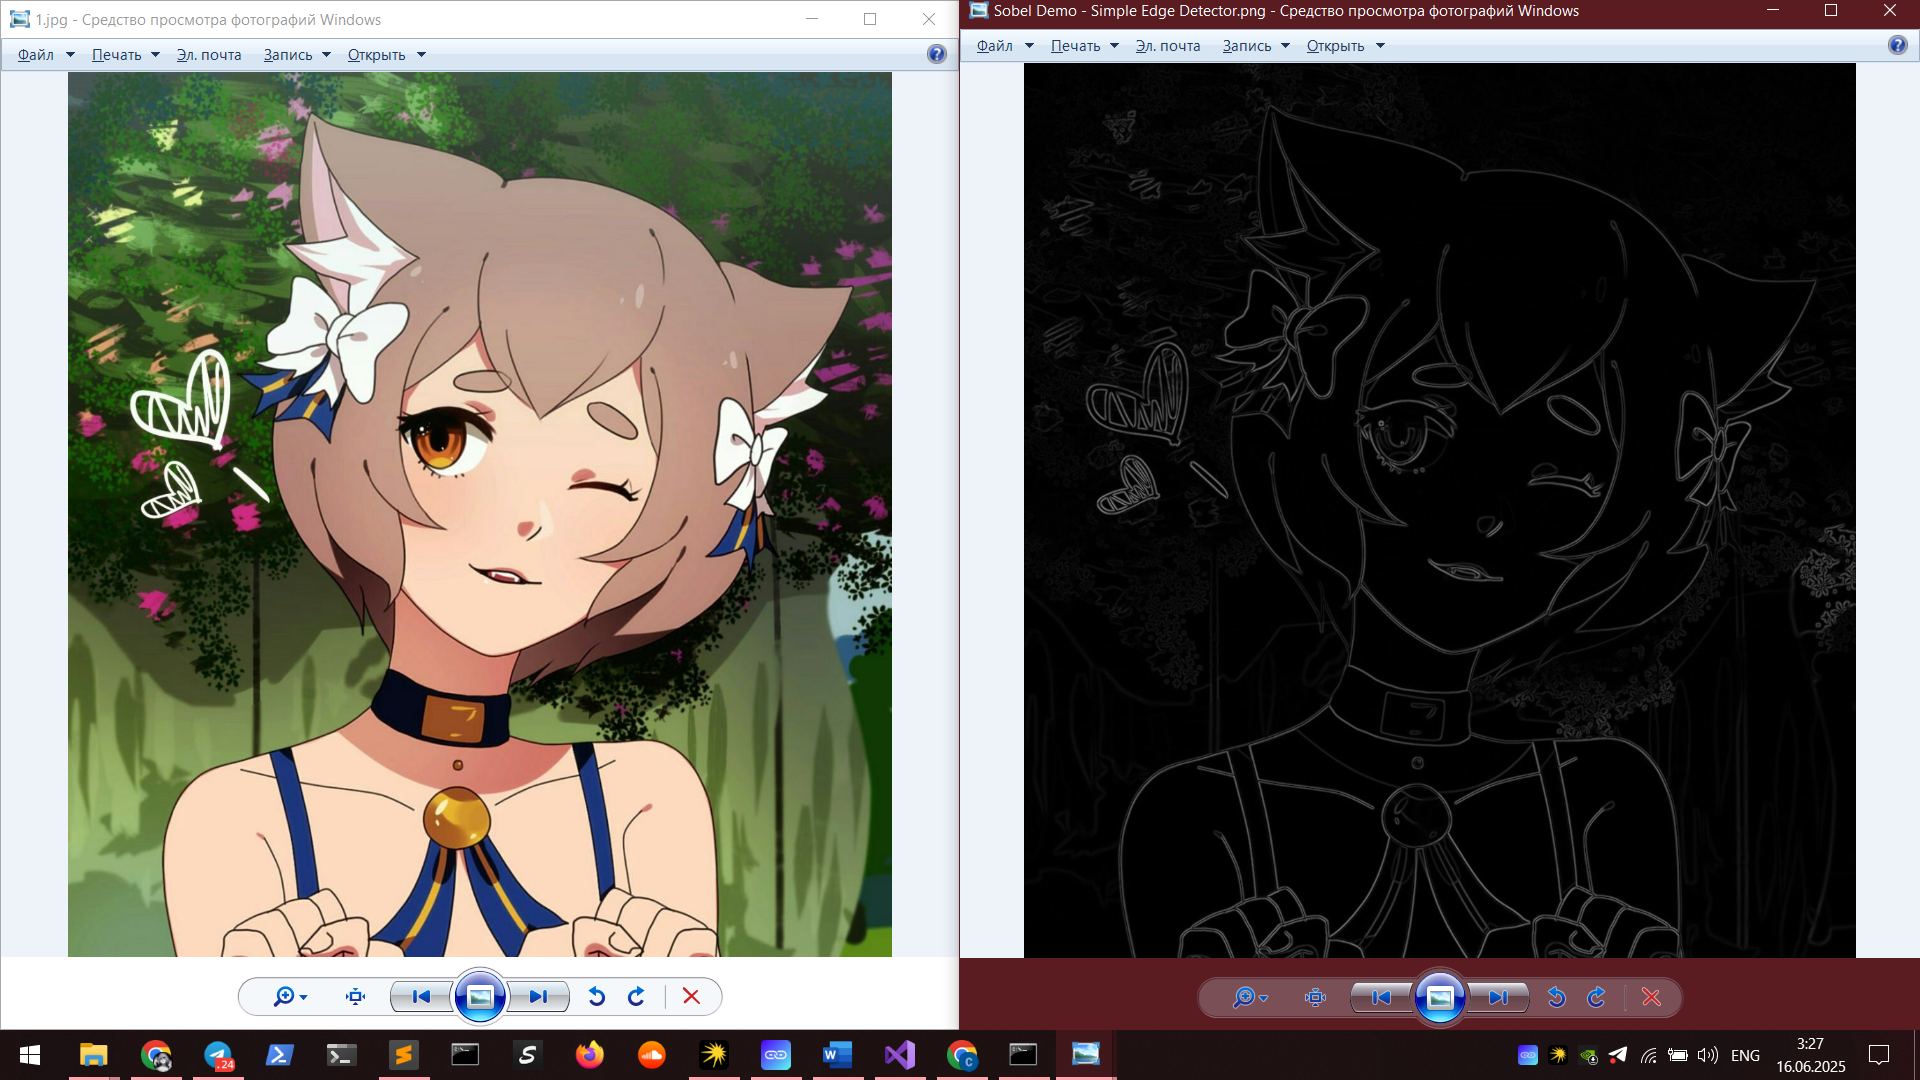 1.jpg - Средство просмотра фотографий Windows
Файл Печать Эл. почта Запись Открыть
Sobel Demo - Simple Edge Detector.png - Средство просмотра фотографий Windows
Файл Печать Эл. почта Запись Открыть
24
ENG
3:27
16.06.2025